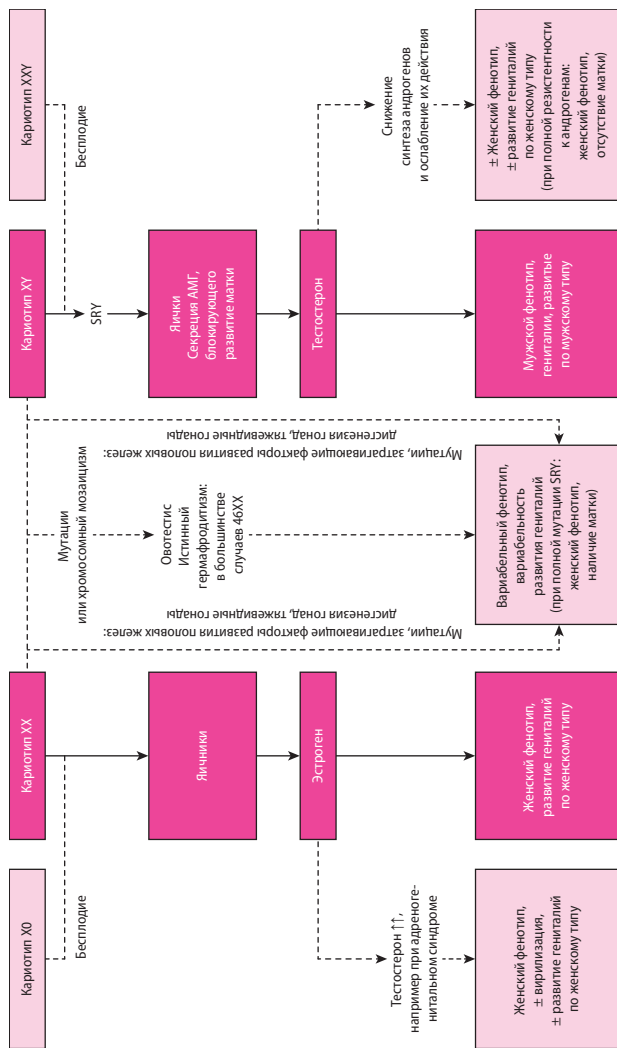 Кариотип X0
Кариотип XX
Мутации
или хромосомный мозаицизм
Кариотип XY
Кариотип XXY
Бесплодие
Бесплодие
SRY
Яичники
Овотестис
Истинный
гермафродитизм:
в большинстве
случаев 46XX
Яички
Секреция АМГ,
блокирующего
развитие матки
Мутации, затрагивающие факторы развития половых желез:
дисгенезия гонад, тяжевидные гонады
Мутации, затрагивающие факторы развития половых желез:
дисгенезия гонад, тяжевидные гонады
Эстроген
Тестостерон
Тестостерон ↑↑,
например при адреноге-
нитальном синдроме
Снижение
синтеза андрогенов
и ослабление их действия
Женский фенотип,
± вирилизация,
± развитие гениталий
по женскому типу
Женский фенотип,
развитие гениталий
по женскому типу
Вариабельный фенотип,
вариабельность
развития гениталий
(при полной мутации SRY:
женский фенотип,
наличие матки)
Мужской фенотип,
гениталии, развитые
по мужскому типу
± Женский фенотип,
± развитие гениталий
по женскому типу
(при полной резистентности
к андрогенам:
женский фенотип,
отсутствие матки)